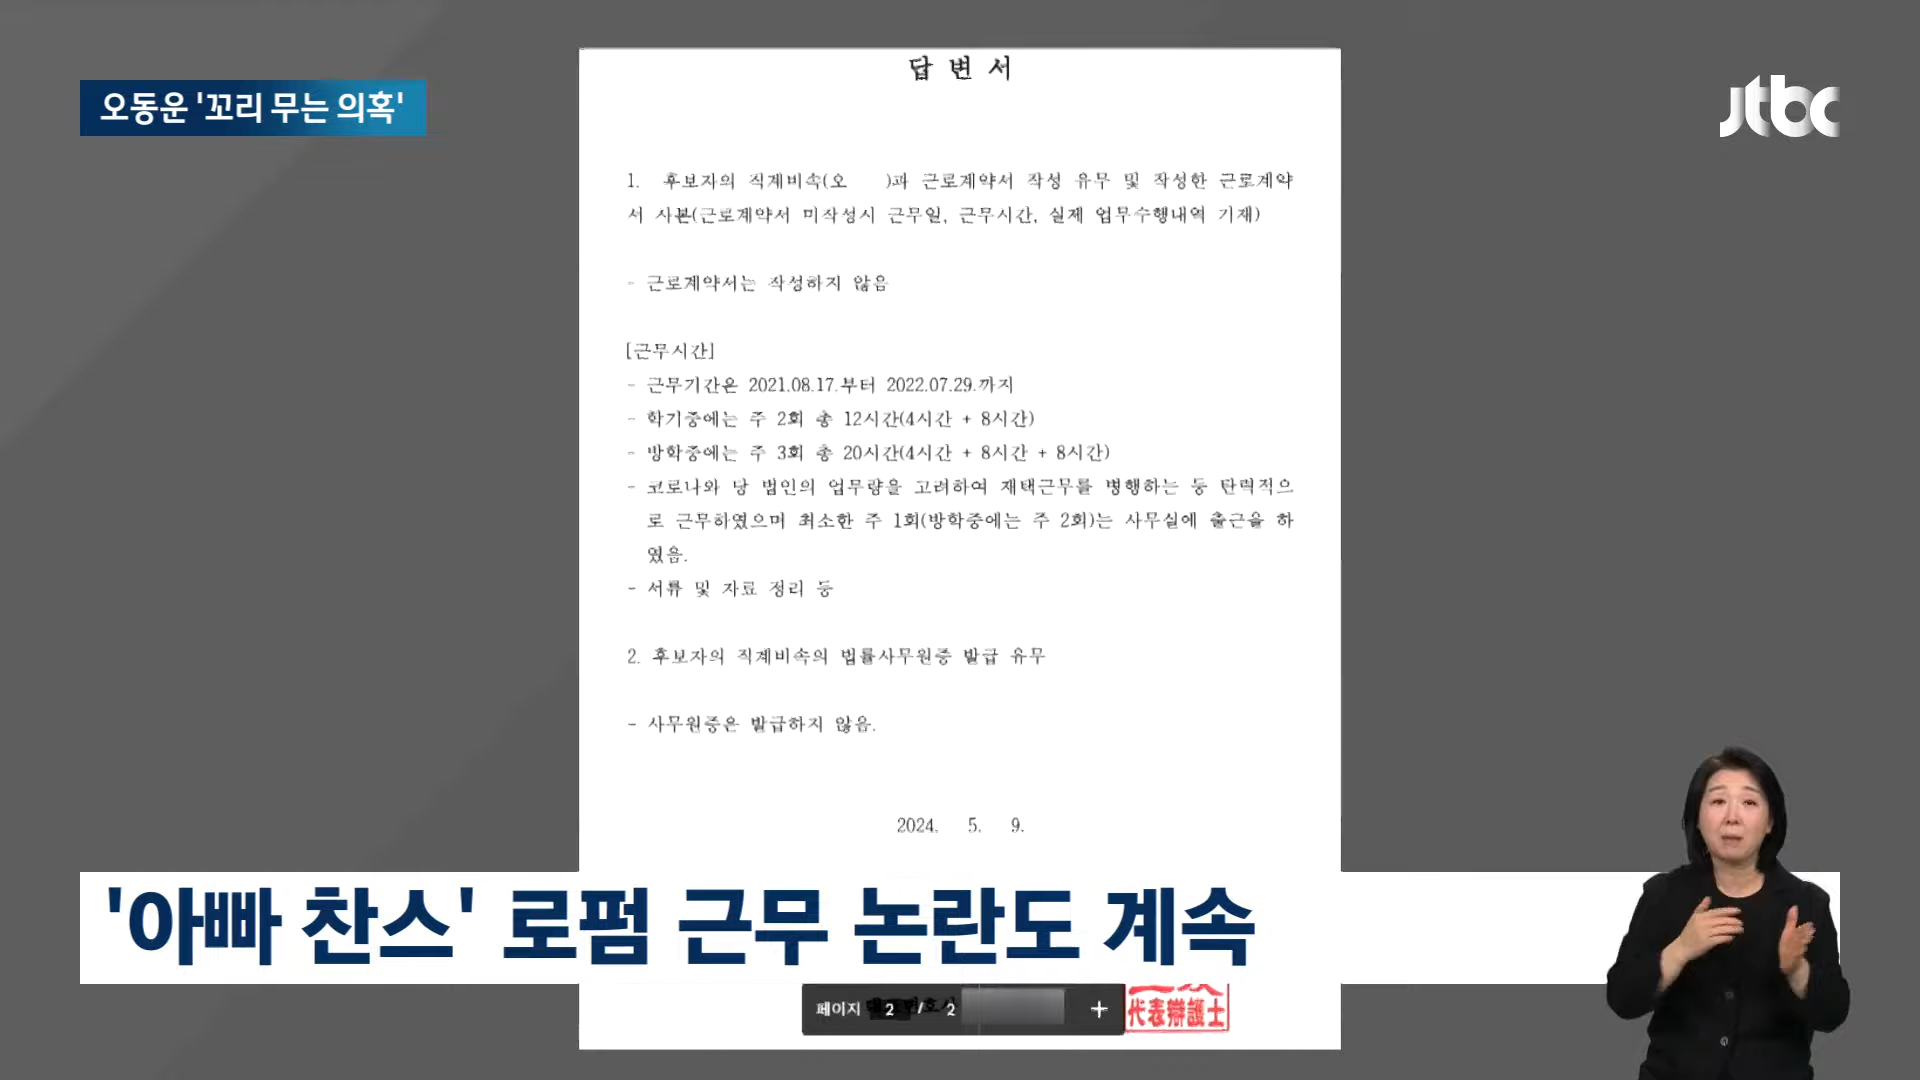 오동운 '꼬리 무는 의혹'
jtbc
답 변 서
1. 후보자의 직계비속(오 )과 근로계약서 작성 유무 및 작성한 근로계약
서 사본(근로계약서 미작성시 근무일, 근무시간, 실제 업무수행내역 기재)
- 근로계약서는 작성하지 않음
[근무시간]
- 근무기간은 2021.08.17.부터 2022.07.29.까지
- 학기중에는 주 2회 총 12시간(4시간 + 8시간)
- 방학중에는 주 3회 총 20시간(4시간 + 8시간 + 8시간)
- 코로나와 당 법인의 업무량을 고려하여 재택근무를 병행하는 등 탄력적으
로 근무하였으며 최소한 주 1회(방학중에는 주 2회)는 사무실에 출근을 하
였음.
- 서류 및 자료 정리 등
2. 후보자의 직계비속의 법률사무원증 발급 유무
- 사무원증은 발급하지 않음.
2024. 5. 9.
'아빠 찬스' 로펌 근무 논란도 계속
페이지 2 / 2 +
代表辯護士